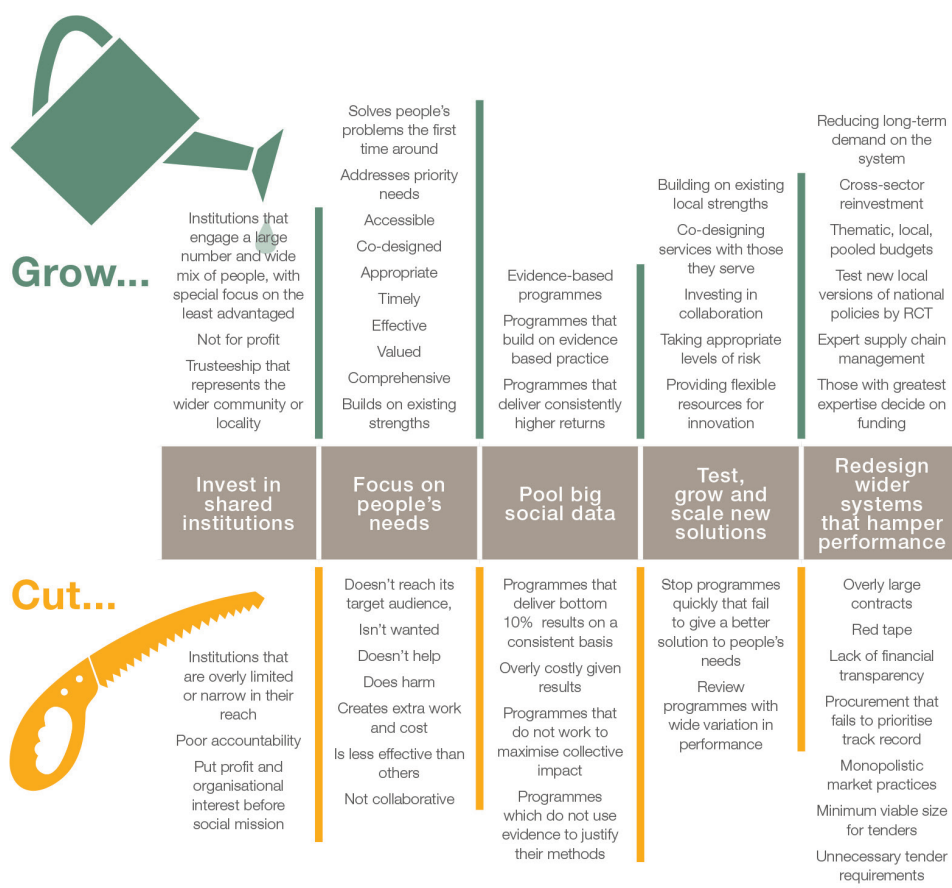 Grow...
Institutions that
engage a large
number and wide
mix of people, with
special focus on the
least advantaged
Not for profit
Trusteeship that
represents the
wider community or
locality
Solves people's
problems the first
time around
Addresses priority
needs
Accessible
Co-designed
Appropriate
Timely
Effective
Valued
Comprehensive
Builds on existing
strengths
Evidence-based
programmes
Programmes that
build on evidence
based practice
Programmes that
deliver consistently
higher returns
Building on existing
local strengths
Co-designing
services with those
they serve
Investing in
collaboration
Taking appropriate
levels of risk
Providing flexible
resources for
innovation
Reducing long-term
demand on the
system
Cross-sector
reinvestment
Thematic, local,
pooled budgets
Test new local
versions of national
policies by RCT
Expert supply chain
management
Those with greatest
expertise decide on
funding
Invest in
shared
institutions
Focus on
people's
needs
Pool big
social data
Test,
grow and
scale new
solutions
Redesign
wider
systems
that hamper
performance
Cut...
Institutions that
are overly limited
or narrow in their
reach
Poor accountability
Put profit and
organisational
interest before
social mission
Doesn't reach its
target audience,
Isn't wanted
Doesn't help
Does harm
Creates extra work
and cost
Is less effective than
others
Not collaborative
Programmes that
deliver bottom
10% results on a
consistent basis
Overly costly given
results
Programmes that
do not work to
maximise collective
impact
Programmes
which do not use
evidence to justify
their methods
Stop programmes
quickly that fail
to give a better
solution to people's
needs
Review
programmes with
wide variation in
performance
Overly large
contracts
Red tape
Lack of financial
transparency
Procurement that
fails to prioritise
track record
Monopolistic
market practices
Minimum viable size
for tenders
Unnecessary tender
requirements